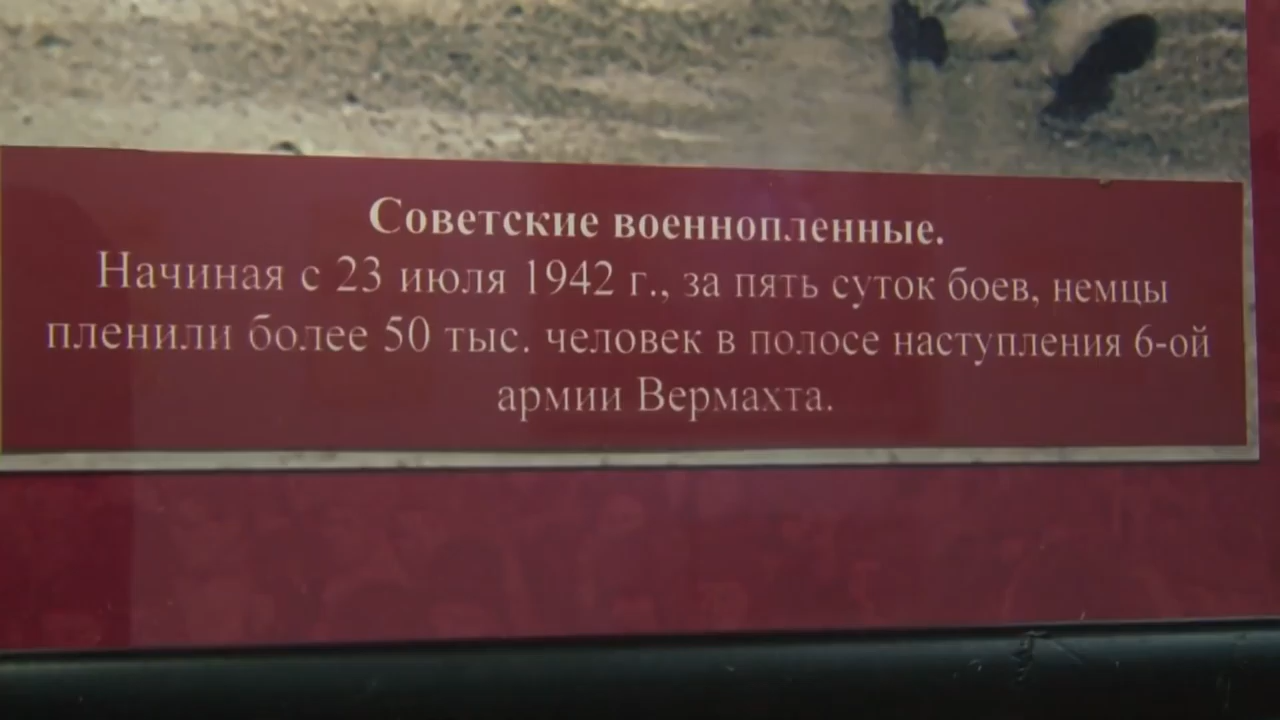 Советские военнопленные.
Начиная с 23 июля 1942 г., за пять суток боев, немцы
пленили более 50 тыс. человек в полосе наступления 6-ой
армии Вермахта.